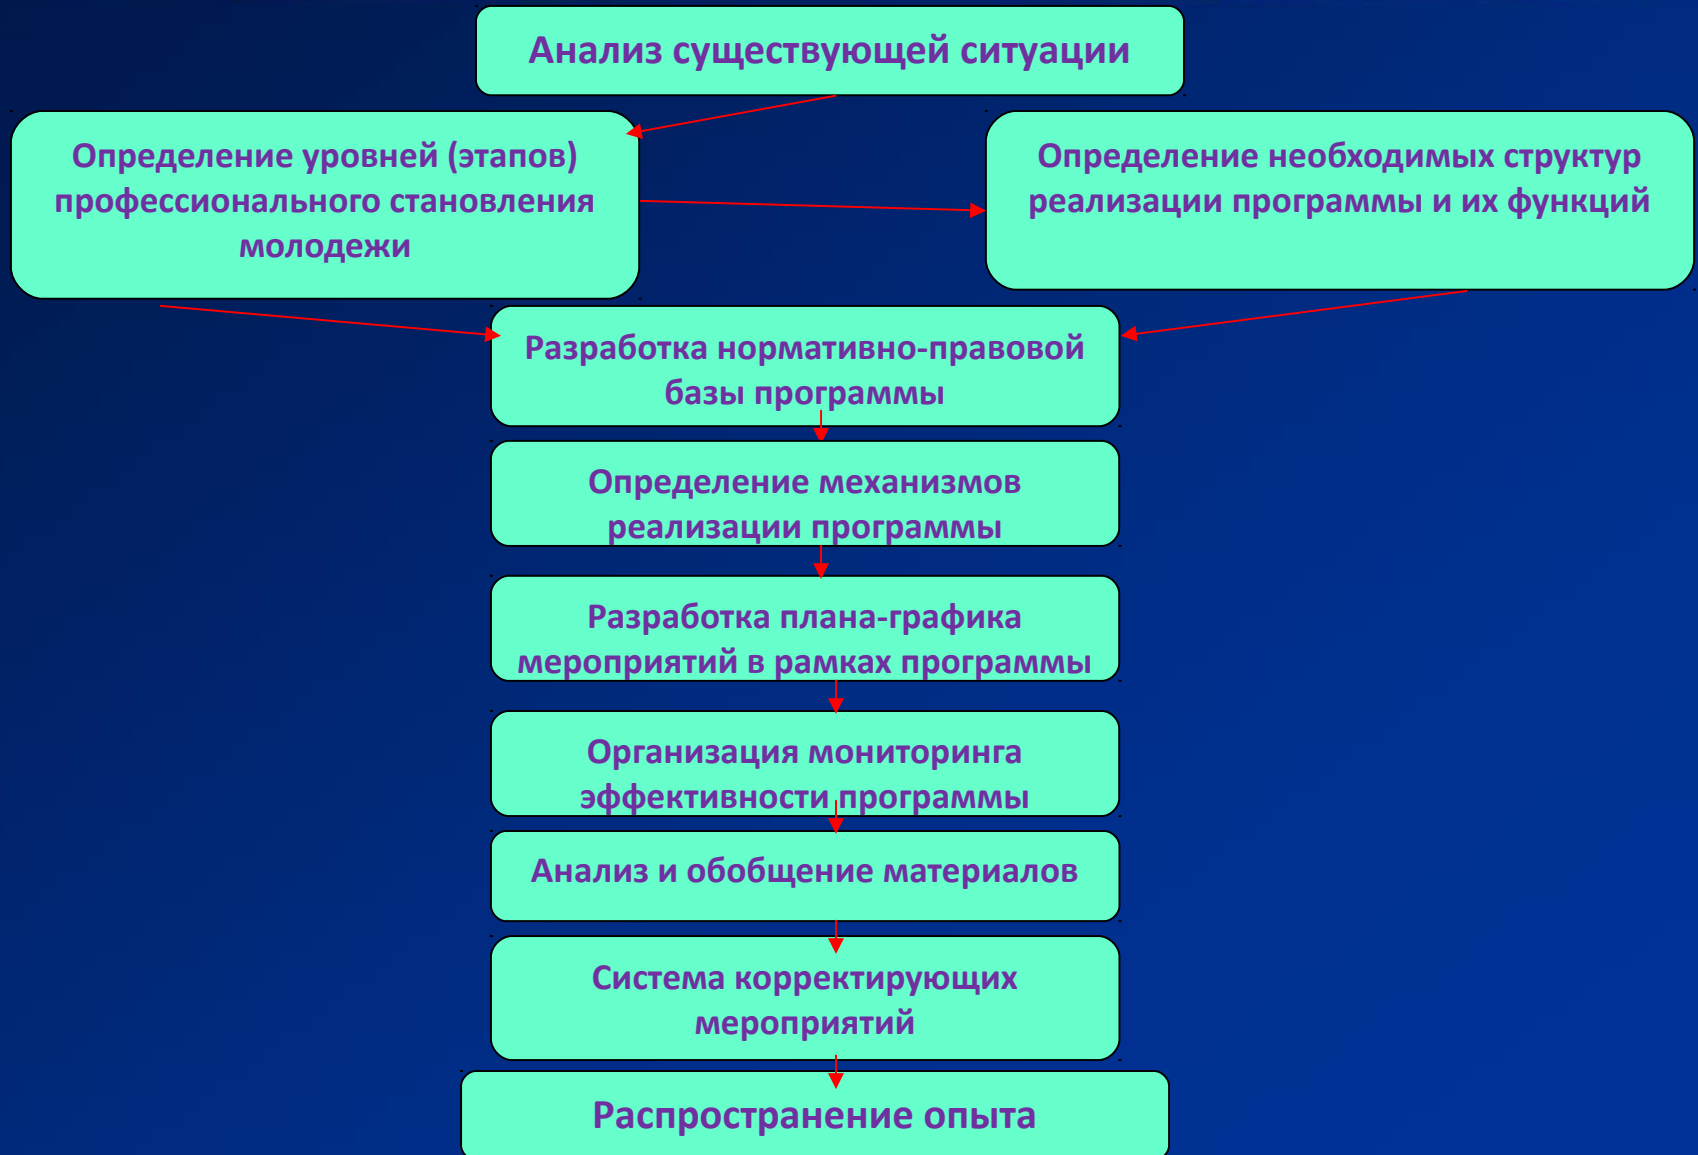 Анализ существующей ситуации
Определение уровней (этапов)
профессионального становления
молодежи
Определение необходимых структур
реализации программы и их функций
Разработка нормативно-правовой
базы программы
Определение механизмов
реализации программы
Разработка плана-графика
мероприятий в рамках программы
Организация мониторинга
эффективности программы
Анализ и обобщение материалов
Система корректирующих
мероприятий
Распространение опыта